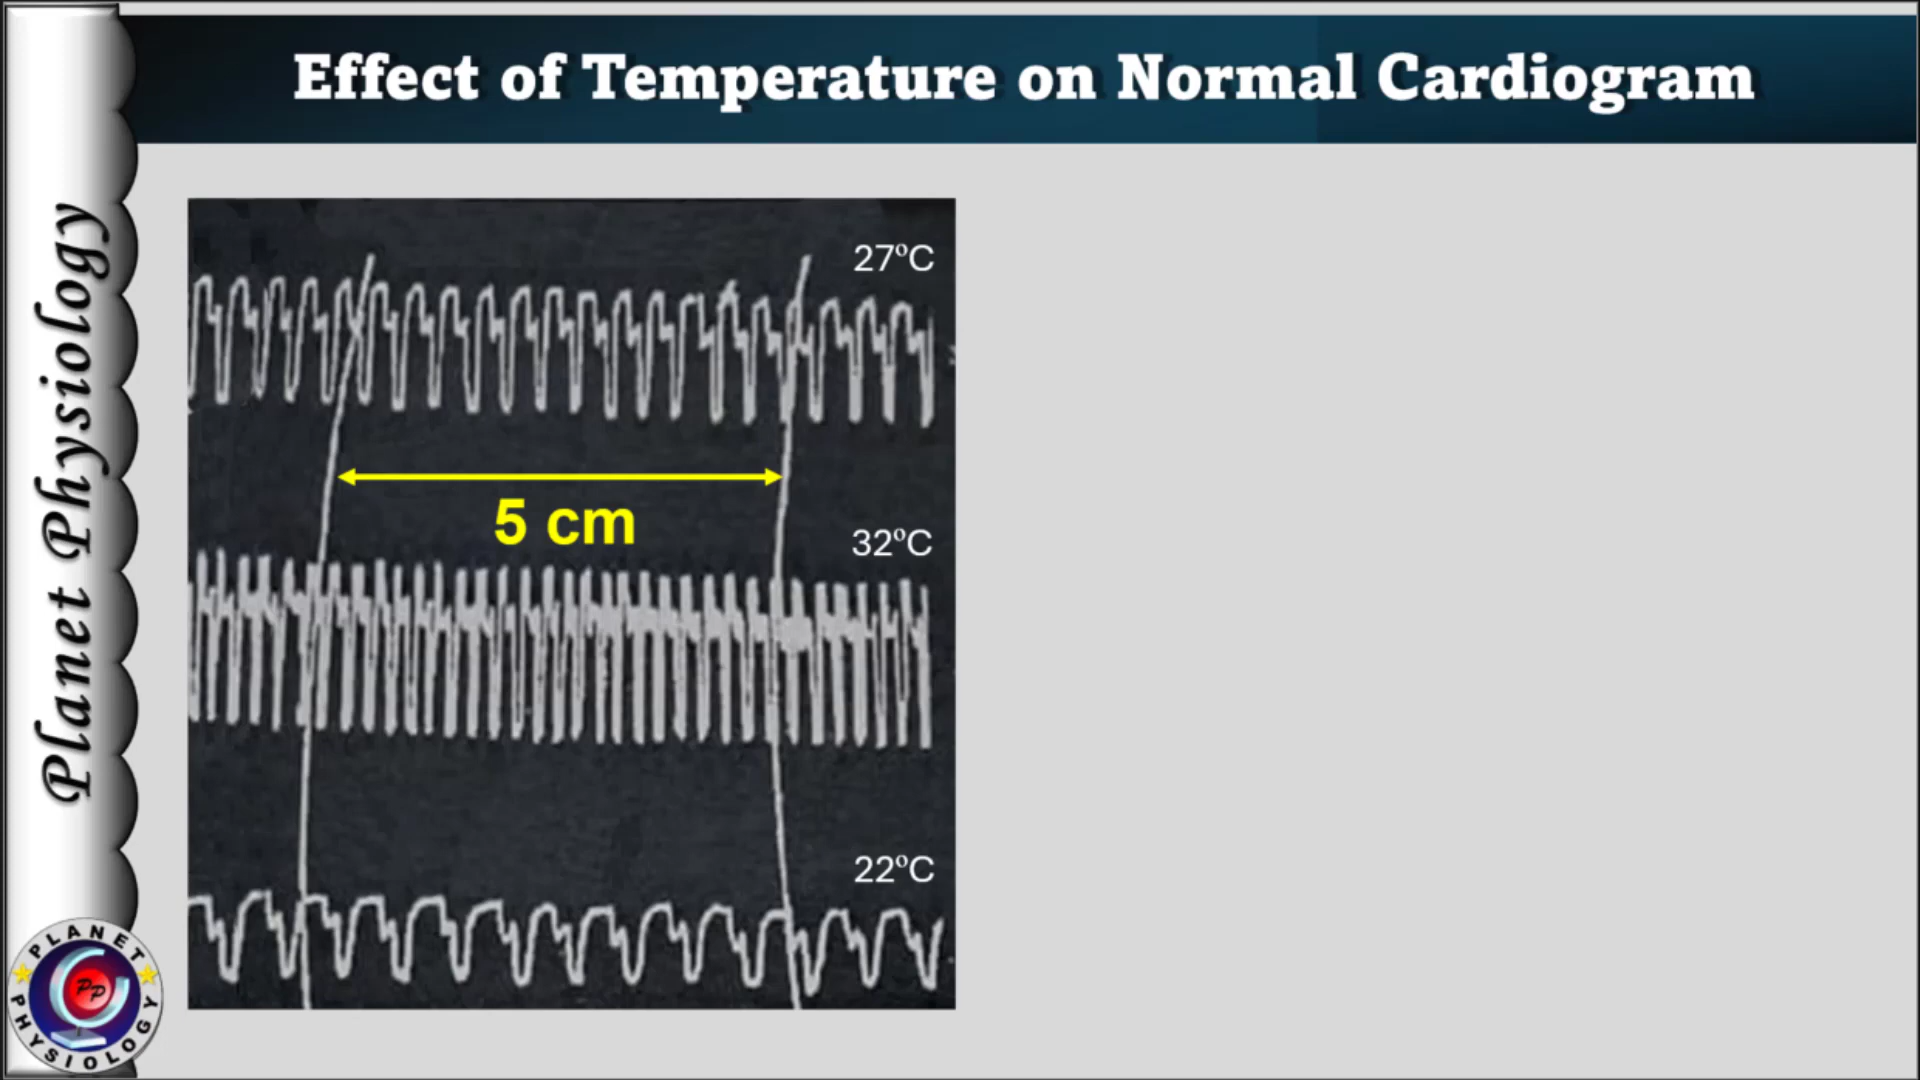 Effect of Temperature on Normal Cardiogram
Planet Physiology
27°C
5 cm
32°C
22°C
PLANET
PP
PHYSIOLOGY